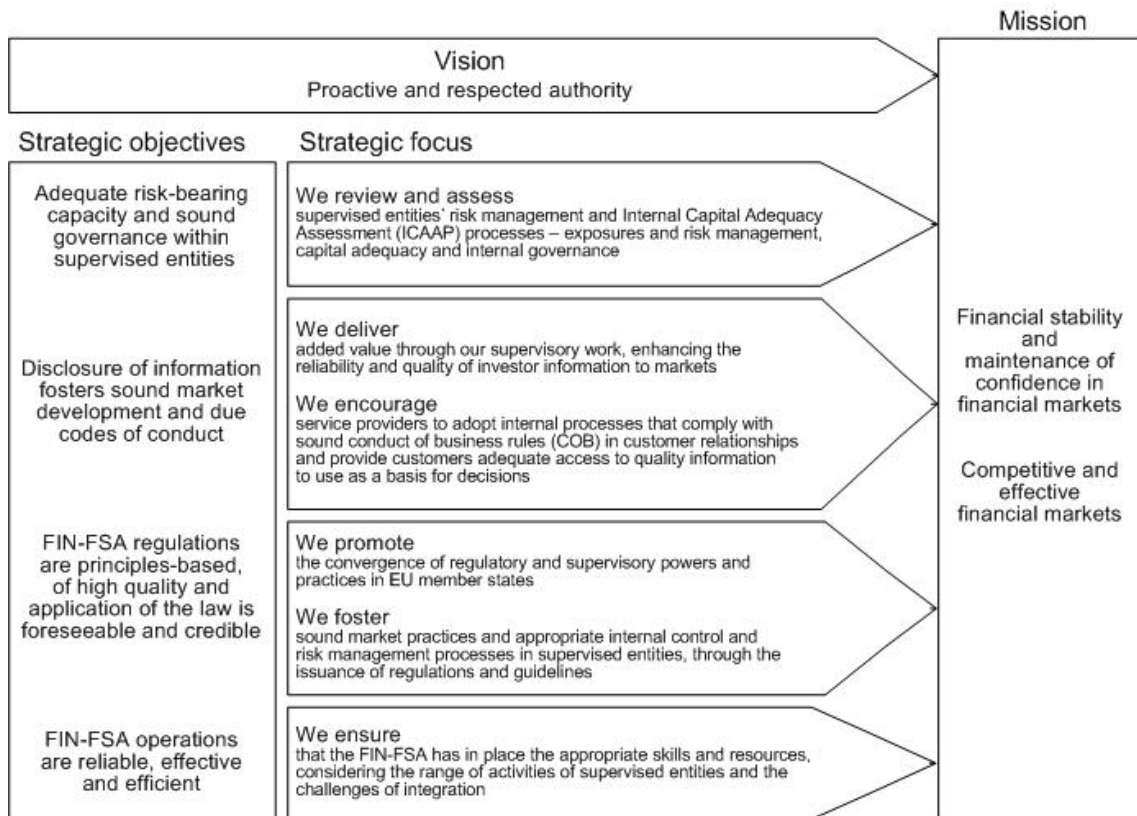 Mission
Vision
Proactive and respected authority
Strategic objectives
Strategic focus
Adequate risk-bearing
capacity and sound
governance within
supervised entities
We review and assess
supervised entities' risk management and Internal Capital Adequacy
Assessment (ICAAP) processes – exposures and risk management,
capital adequacy and internal governance
Disclosure of information
fosters sound market
development and due
codes of conduct
We deliver
added value through our supervisory work, enhancing the
reliability and quality of investor information to markets
We encourage
service providers to adopt internal processes that comply with
sound conduct of business rules (COB) in customer relationships
and provide customers adequate access to quality information
to use as a basis for decisions
FIN-FSA regulations
are principles-based,
of high quality and
application of the law is
foreseeable and credible
We promote
the convergence of regulatory and supervisory powers and
practices in EU member states
We foster
sound market practices and appropriate internal control and
risk management processes in supervised entities, through the
issuance of regulations and guidelines
FIN-FSA operations
are reliable, effective
and efficient
We ensure
that the FIN-FSA has in place the appropriate skills and resources,
considering the range of activities of supervised entities and the
challenges of integration
Financial stability
and
maintenance of
confidence in
financial markets
Competitive and
effective
financial markets